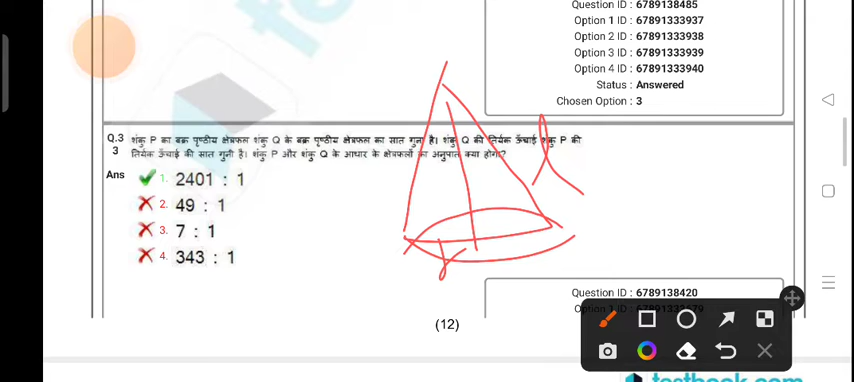 Question ID : 6789138485
Option 1 ID : 67891333937
Option 2 ID : 67891333938
Option 3 ID : 67891333939
Option 4 ID : 67891333940
Status : Answered
Chosen Option : 3
Q.3 शंकु P का वक्र पृष्ठीय क्षेत्रफल शंकु Q के वक्र पृष्ठीय क्षेत्रफल का सात गुना है। शंकु Q की तिर्यक ऊँचाई शंकु P की
3 तिर्यक ऊँचाई की सात गुनी है। शंकु P और शंकु Q के आधार के क्षेत्रफलों का अनुपात क्या होगा?
Ans 1. 2401 : 1
2. 49 : 1
3. 7 : 1
4. 343 : 1
l
r
Question ID : 6789138420
(12)
testbook.com